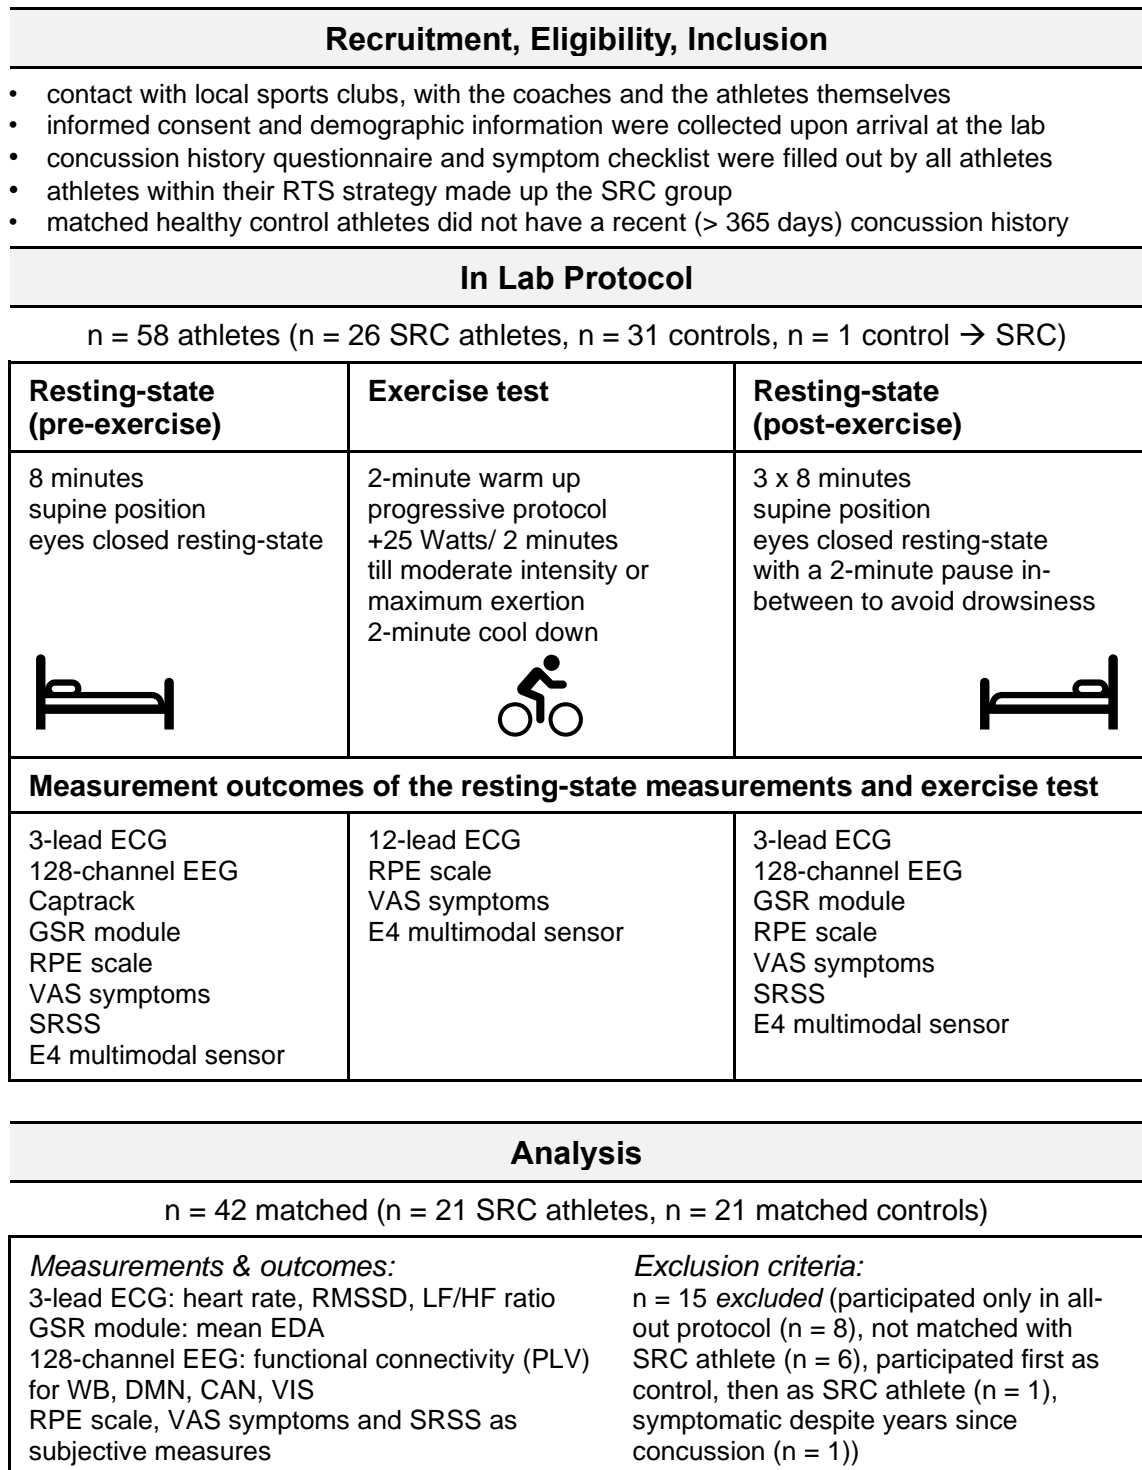 Recruitment, Eligibility, Inclusion
• contact with local sports clubs, with the coaches and the athletes themselves
• informed consent and demographic information were collected upon arrival at the lab
• concussion history questionnaire and symptom checklist were filled out by all athletes
• athletes within their RTS strategy made up the SRC group
• matched healthy control athletes did not have a recent (> 365 days) concussion history
In Lab Protocol
n = 58 athletes (n = 26 SRC athletes, n = 31 controls, n = 1 control → SRC)
Resting-state
(pre-exercise)
8 minutes
supine position
eyes closed resting-state
Exercise test
2-minute warm up
progressive protocol
+25 Watts/ 2 minutes
till moderate intensity or
maximum exertion
2-minute cool down
Resting-state
(post-exercise)
3 x 8 minutes
supine position
eyes closed resting-state
with a 2-minute pause in-
between to avoid drowsiness
Measurement outcomes of the resting-state measurements and exercise test
3-lead ECG
128-channel EEG
Captrack
GSR module
RPE scale
VAS symptoms
SRSS
E4 multimodal sensor
12-lead ECG
RPE scale
VAS symptoms
E4 multimodal sensor
3-lead ECG
128-channel EEG
GSR module
RPE scale
VAS symptoms
SRSS
E4 multimodal sensor
Analysis
n = 42 matched (n = 21 SRC athletes, n = 21 matched controls)
Measurements & outcomes:
3-lead ECG: heart rate, RMSSD, LF/HF ratio
GSR module: mean EDA
128-channel EEG: functional connectivity (PLV)
for WB, DMN, CAN, VIS
RPE scale, VAS symptoms and SRSS as
subjective measures
Exclusion criteria:
n = 15 excluded (participated only in all-
out protocol (n = 8), not matched with
SRC athlete (n = 6), participated first as
control, then as SRC athlete (n = 1),
symptomatic despite years since
concussion (n = 1))